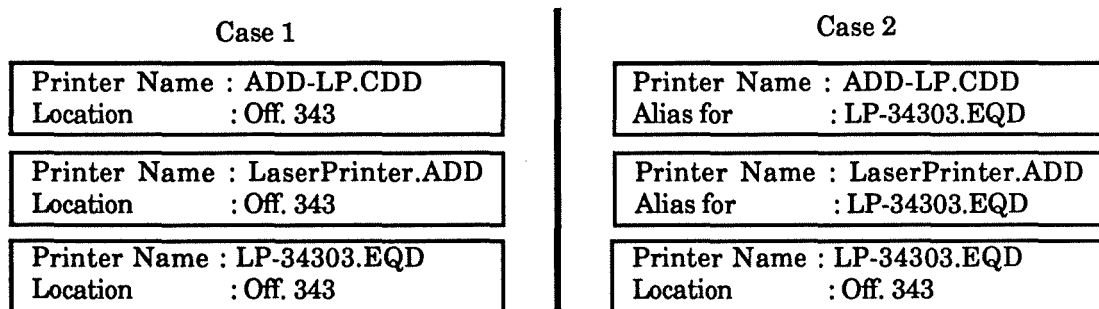 Case 1
Printer Name : ADD-LP.CDD
Location : Off. 343
Printer Name : LaserPrinter.ADD
Location : Off. 343
Printer Name : LP-34303.EQD
Location : Off. 343
Case 2
Printer Name : ADD-LP.CDD
Alias for : LP-34303.EQD
Printer Name : LaserPrinter.ADD
Alias for : LP-34303.EQD
Printer Name : LP-34303.EQD
Location : Off. 343